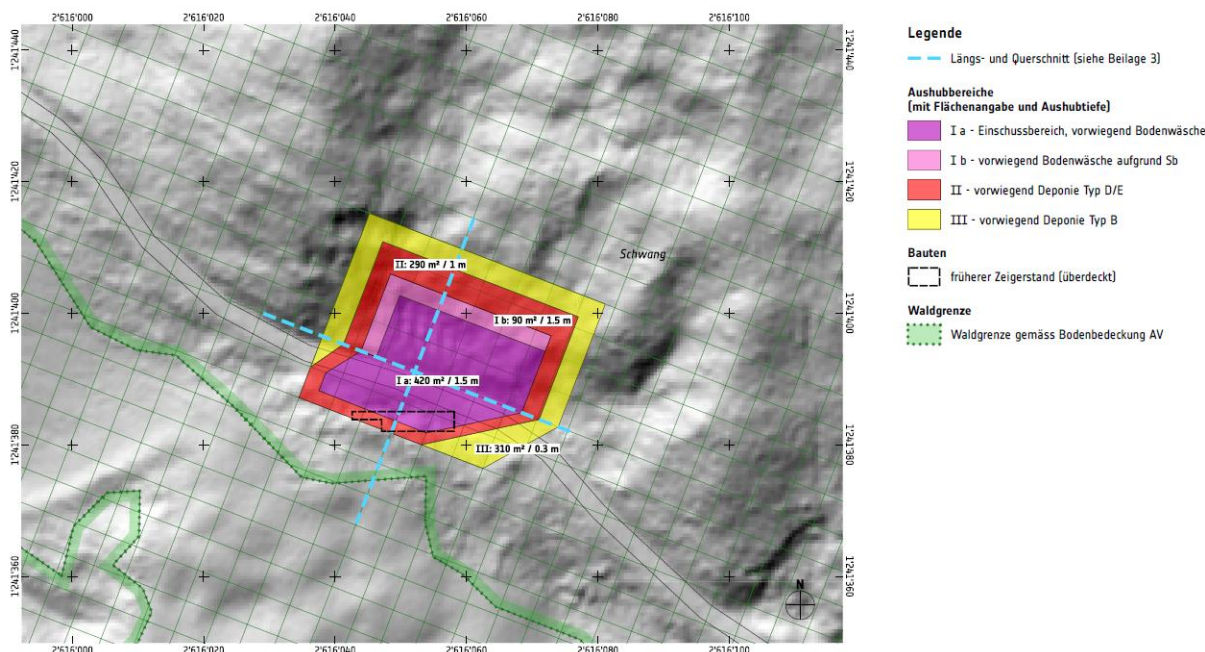 2°616'000 2°616'020 2°616'040 2°616'060 2°616'080 2°616'100
1°241'440 1°241'440
1°241'420 1°241'420
1°241'400 1°241'400
1°241'380 1°241'380
1°241'360 1°241'360
Schwang
II: 290 m² / 1 m
I b: 90 m² / 1.5 m
I a: 420 m² / 1.5 m
III: 310 m² / 0.3 m
N
2°616'000 2°616'020 2°616'040 2°616'060 2°616'080 2°616'100
Legende
Längs- und Querschnitt (siehe Beilage 3)
Aushubbereiche
(mit Flächenangabe und Aushubtiefe)
I a - Einschussbereich, vorwiegend Bodenwäsche
I b - vorwiegend Bodenwäsche aufgrund Sb
II - vorwiegend Deponie Typ D/E
III - vorwiegend Deponie Typ B
Bauten
früherer Zeigerstand (überdeckt)
Waldgrenze
Waldgrenze gemäss Bodenbedeckung AV